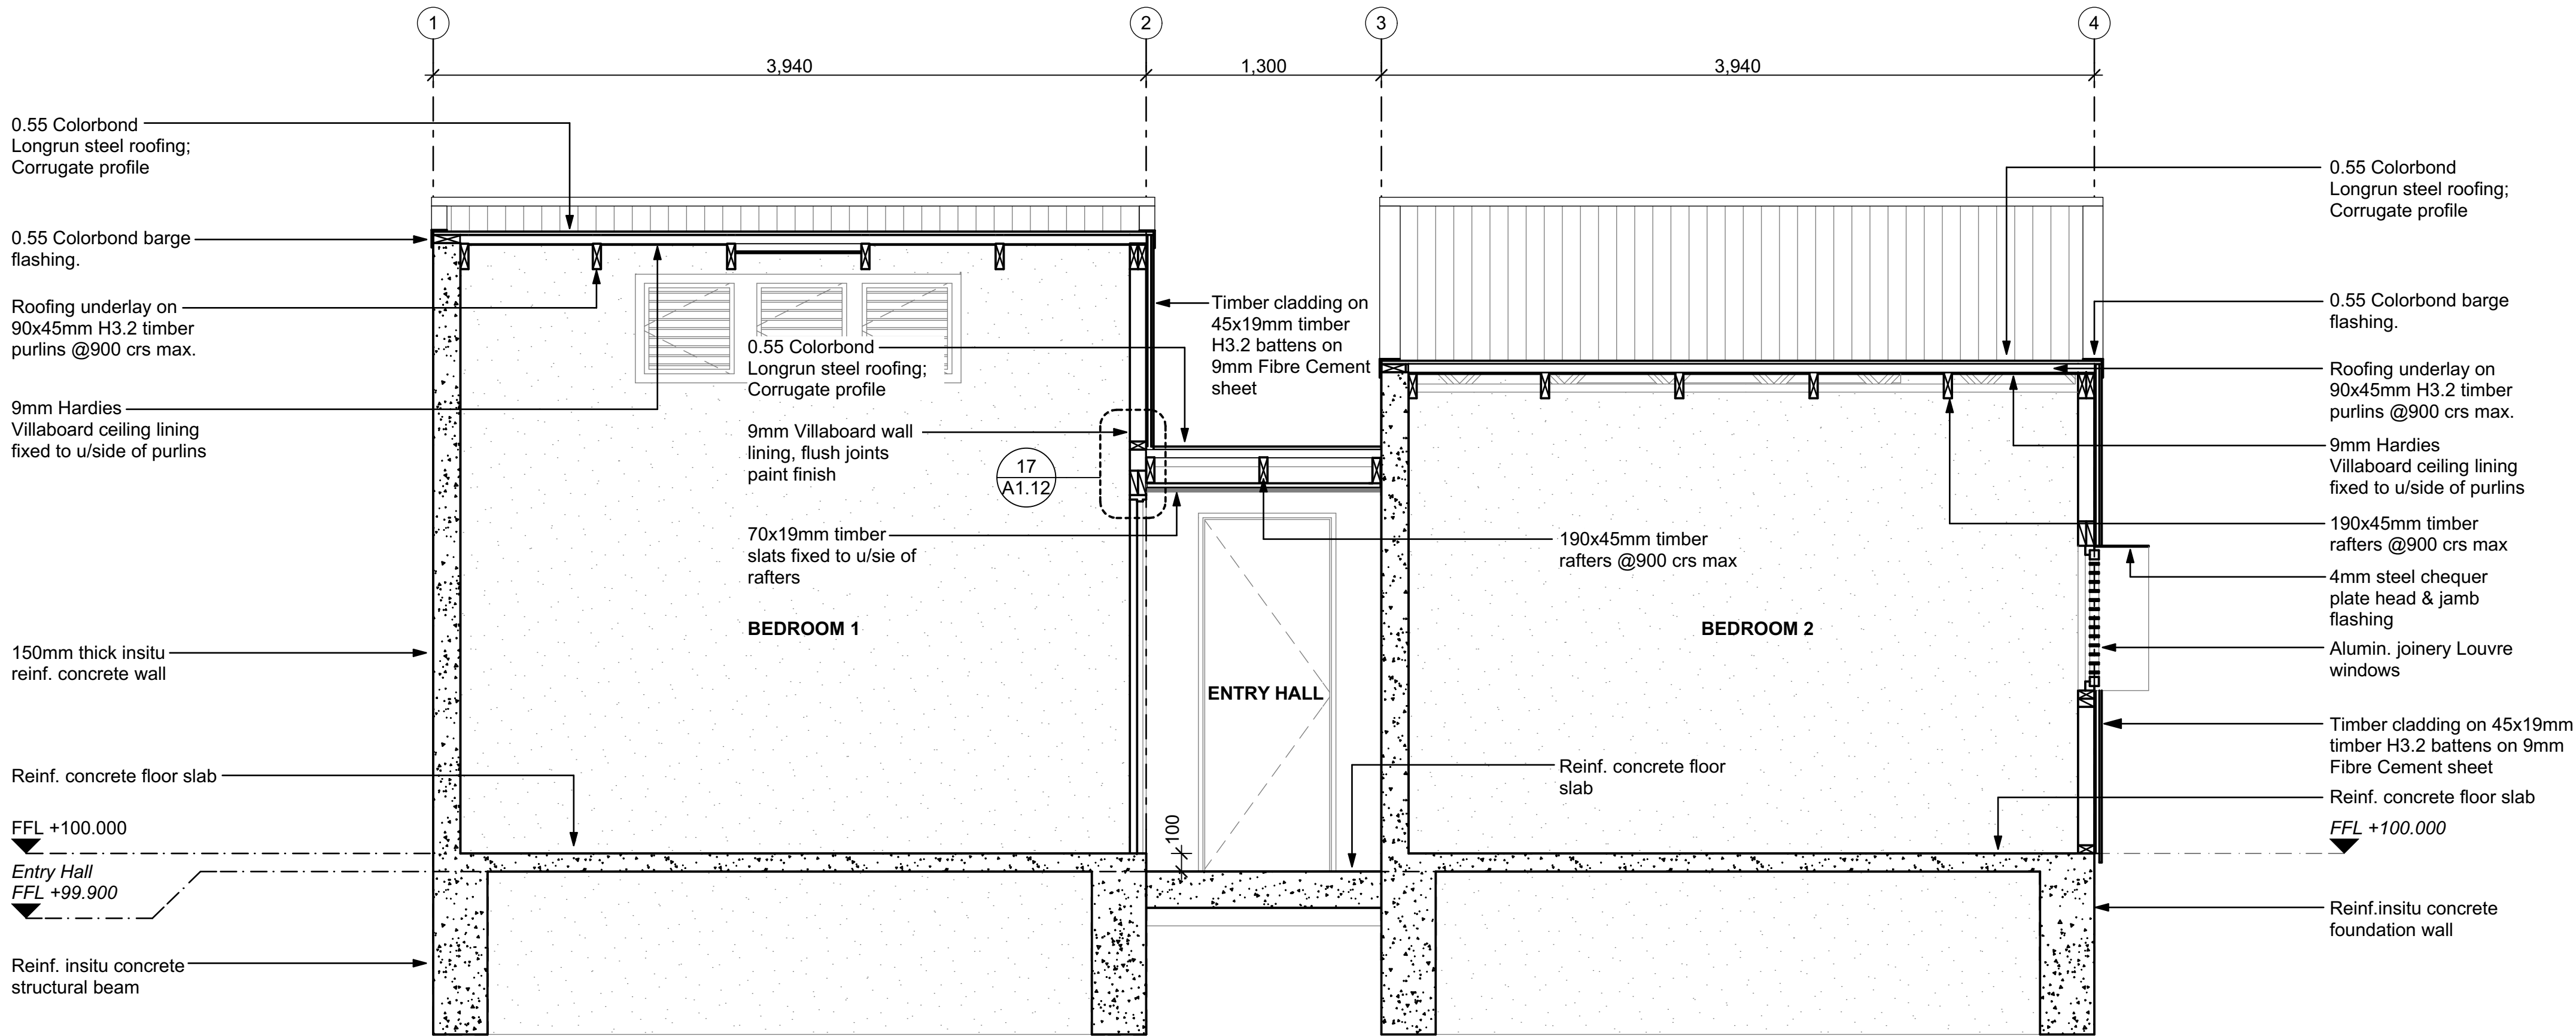 1
2
3
4
3,940
1,300
3,940
0.55 Colorbond
Longrun steel roofing;
Corrugate profile
0.55 Colorbond barge
flashing.
Roofing underlay on
90x45mm H3.2 timber
purlins @900 crs max.
9mm Hardies
Villaboard ceiling lining
fixed to u/side of purlins
150mm thick insitu
reinf. concrete wall
Reinf. concrete floor slab
FFL +100.000
Entry Hall
FFL +99.900
Reinf. insitu concrete
structural beam
0.55 Colorbond
Longrun steel roofing;
Corrugate profile
9mm Villaboard wall
lining, flush joints
paint finish
17
A1.12
70x19mm timber
slats fixed to u/sie of
rafters
BEDROOM 1
Timber cladding on
45x19mm timber
H3.2 battens on
9mm Fibre Cement
sheet
ENTRY HALL
100
190x45mm timber
rafters @900 crs max
BEDROOM 2
Reinf. concrete floor
slab
0.55 Colorbond
Longrun steel roofing;
Corrugate profile
0.55 Colorbond barge
flashing.
Roofing underlay on
90x45mm H3.2 timber
purlins @900 crs max.
9mm Hardies
Villaboard ceiling lining
fixed to u/side of purlins
190x45mm timber
rafters @900 crs max
4mm steel chequer
plate head & jamb
flashing
Alumin. joinery Louvre
windows
Timber cladding on 45x19mm
timber H3.2 battens on 9mm
Fibre Cement sheet
Reinf. concrete floor slab
FFL +100.000
Reinf.insitu concrete
foundation wall